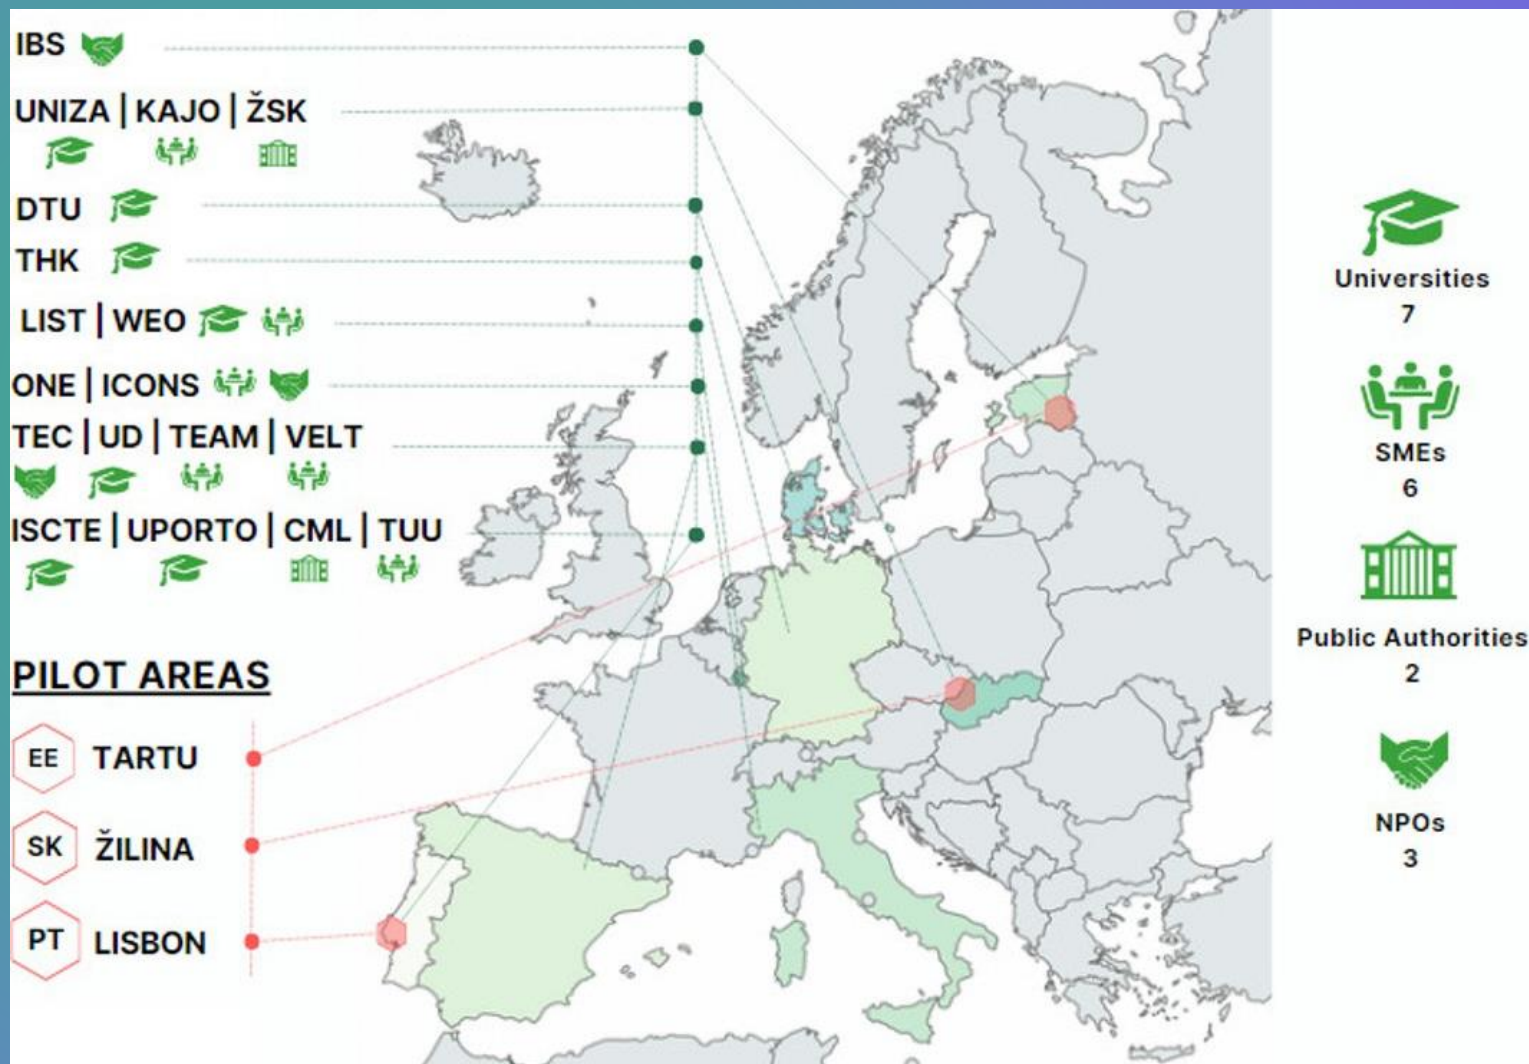 IBS
UNIZA | KAJO | ŽSK
DTU
THK
LIST | WEO
ONE | ICONS
TEC | UD | TEAM | VELT
ISCTE | UPORTO | CML | TUU
PILOT AREAS
EE TARTU
SK ŽILINA
PT LISBON
Universities
7
SMEs
6
Public Authorities
2
NPOs
3